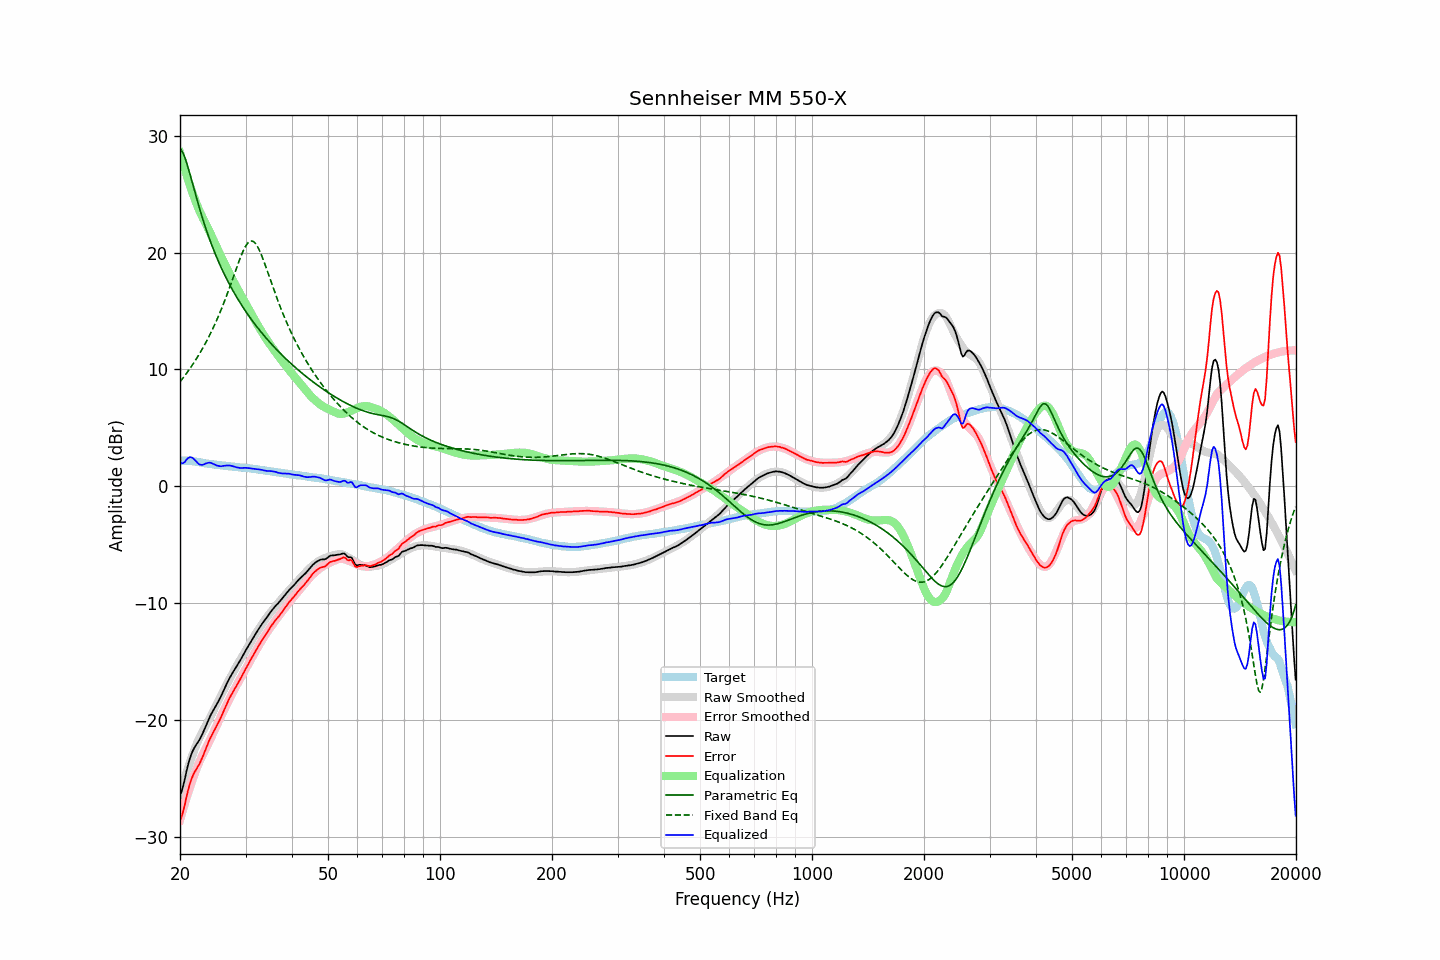 Sennheiser MM 550-X
Amplitude (dBr)
30
20
10
0
−10
−20
−30
20
50
100
200
500
1000
2000
5000
10000
20000
Frequency (Hz)
Target
Raw Smoothed
Error Smoothed
Raw
Error
Equalization
Parametric Eq
Fixed Band Eq
Equalized